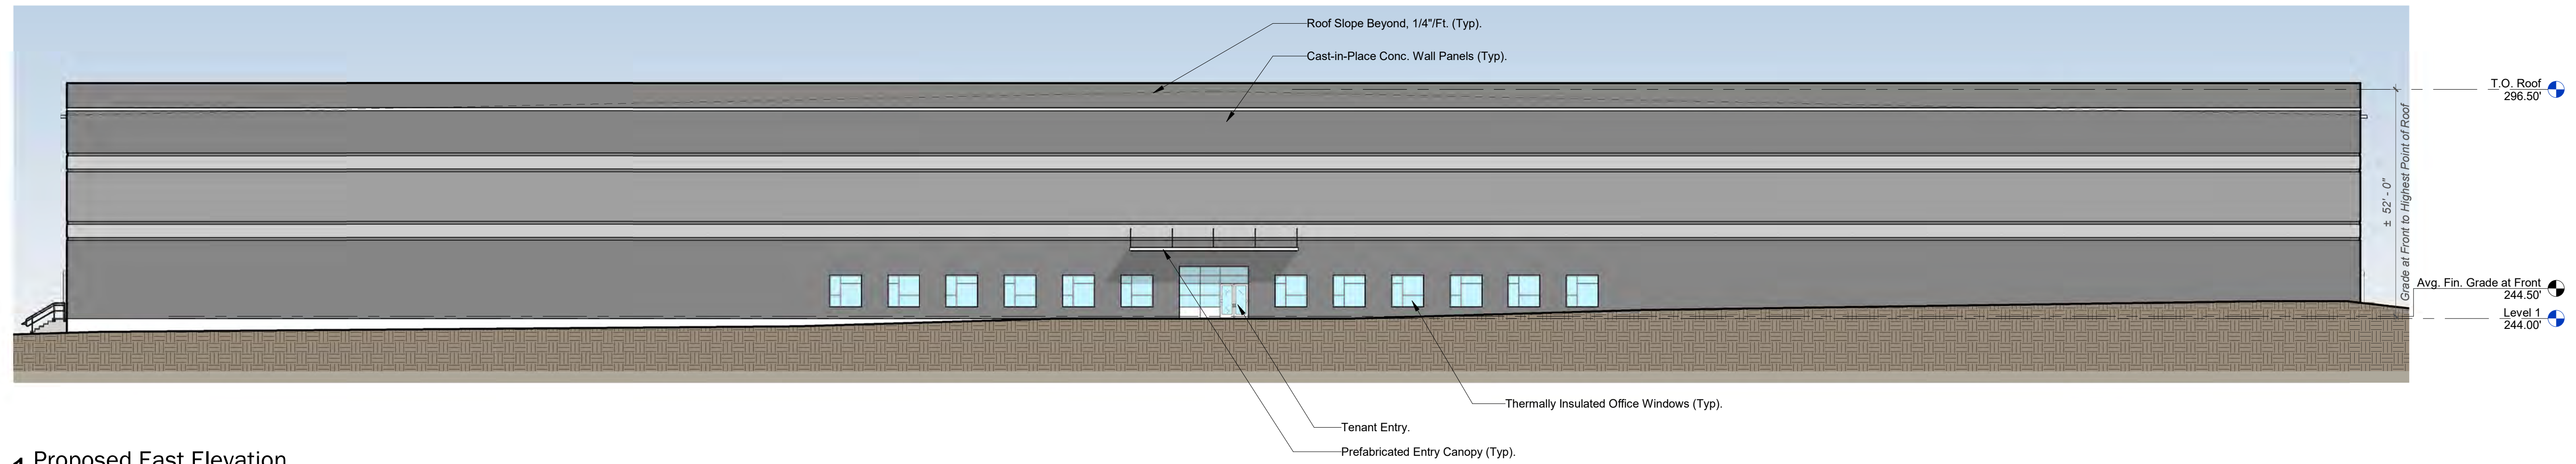 Roof Slope Beyond, 1/4"/Ft. (Typ).
Cast-in-Place Conc. Wall Panels (Typ).
T.O. Roof
296.50'
± 52' - 0"
Grade at Front to Highest Point of Roof
Avg. Fin. Grade at Front
244.50'
Level 1
244.00'
Thermally Insulated Office Windows (Typ).
Tenant Entry.
Prefabricated Entry Canopy (Typ).
1 Proposed East Elevation